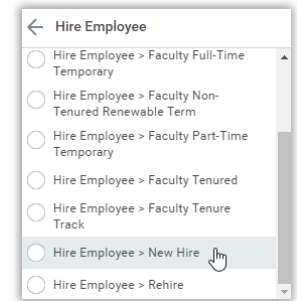 Hire Employee
Hire Employee > Faculty Full-Time
Temporary
Hire Employee > Faculty Non-
Tenured Renewable Term
Hire Employee > Faculty Part-Time
Temporary
Hire Employee > Faculty Tenured
Hire Employee > Faculty Tenure
Track
Hire Employee > New Hire
Hire Employee > Rehire